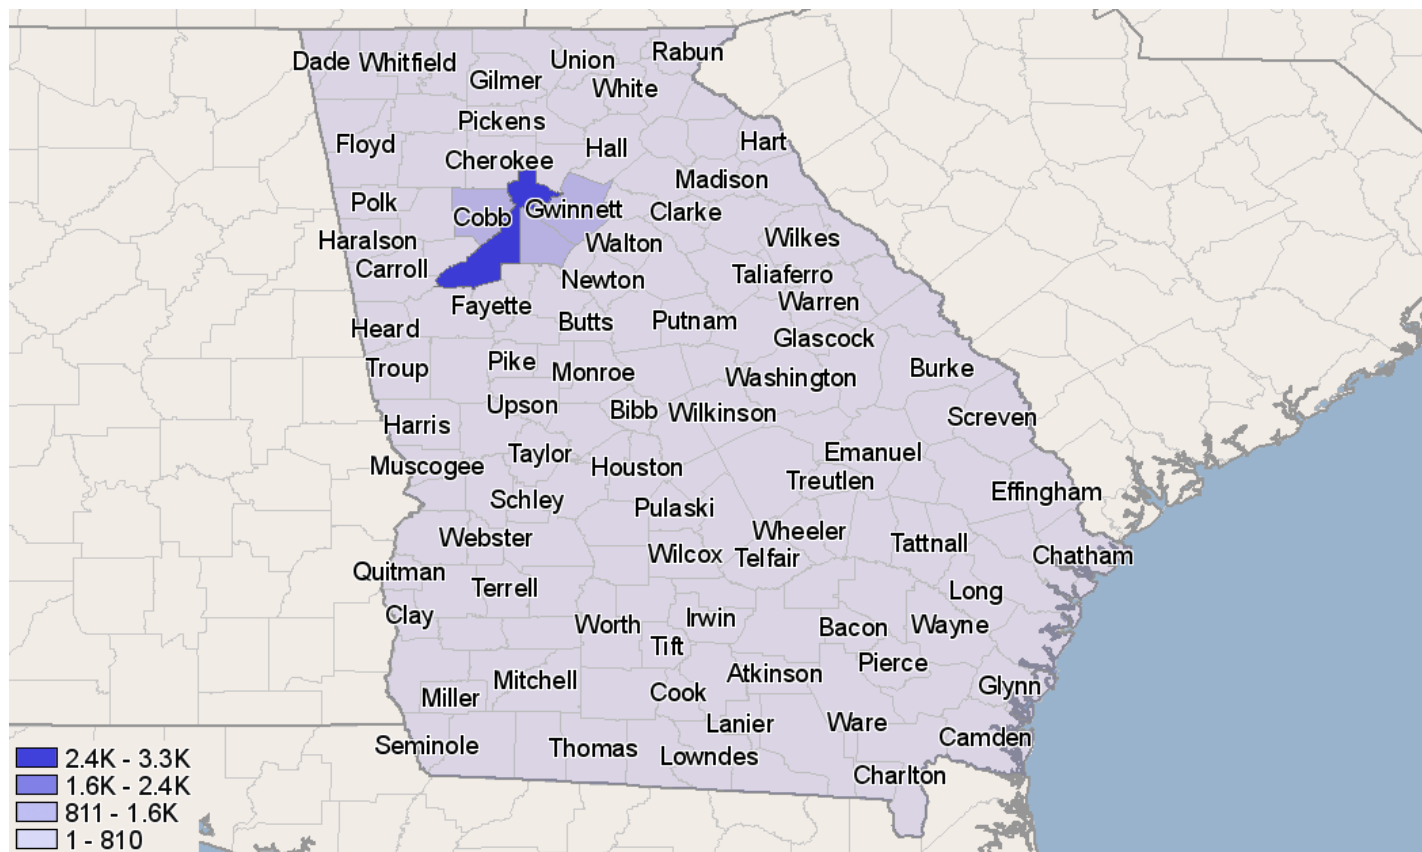 Rabun
Union
Dade
Whitfield
Gilmer
White
Pickens
Hart
Floyd
Hall
Cherokee
Madison
Polk
Gwinnett
Clarke
Cobb
Wilkes
Haralson
Walton
Carroll
Taliaferro
Newton
Warren
Fayette
Putnam
Butts
Heard
Glascock
Pike
Troup
Burke
Monroe
Washington
Upson
Bibb
Wilkinson
Screven
Harris
Emanuel
Taylor
Muscogee
Houston
Treutlen
Effingham
Schley
Pulaski
Wheeler
Webster
Tattnall
Wilcox
Chatham
Telfair
Quitman
Terrell
Long
Clay
Irwin
Worth
Wayne
Bacon
Tift
Pierce
Atkinson
Mitchell
Glynn
Cook
Miller
Ware
Lanier
Camden
Seminole
Thomas
Lowndes
Charlton
2.4K - 3.3K
1.6K - 2.4K
811 - 1.6K
1 - 810